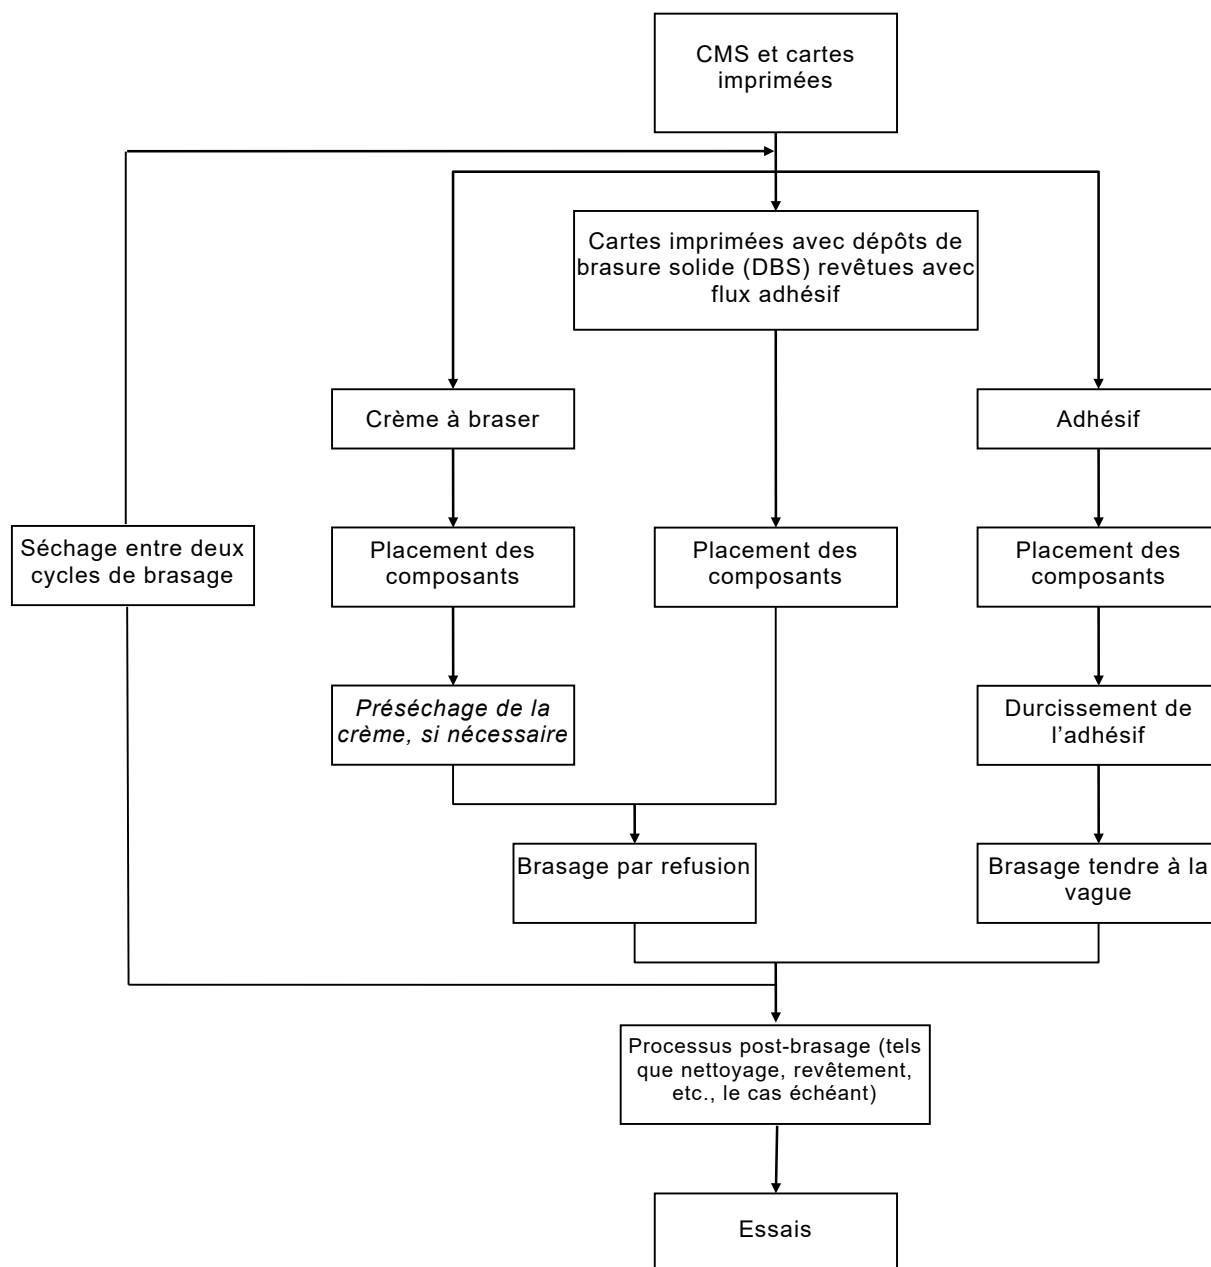 CMS et cartes
imprimées
Cartes imprimées avec dépôts de
brasure solide (DBS) revêtues avec
flux adhésif
Crème à braser
Adhésif
Séchage entre deux
cycles de brasage
Placement des
composants
Placement des
composants
Placement des
composants
Préséchage de la
crème, si nécessaire
Durcissement de
l’adhésif
Brasage par refusion
Brasage tendre à la
vague
Processus post-brasage (tels
que nettoyage, revêtement,
etc., le cas échéant)
Essais